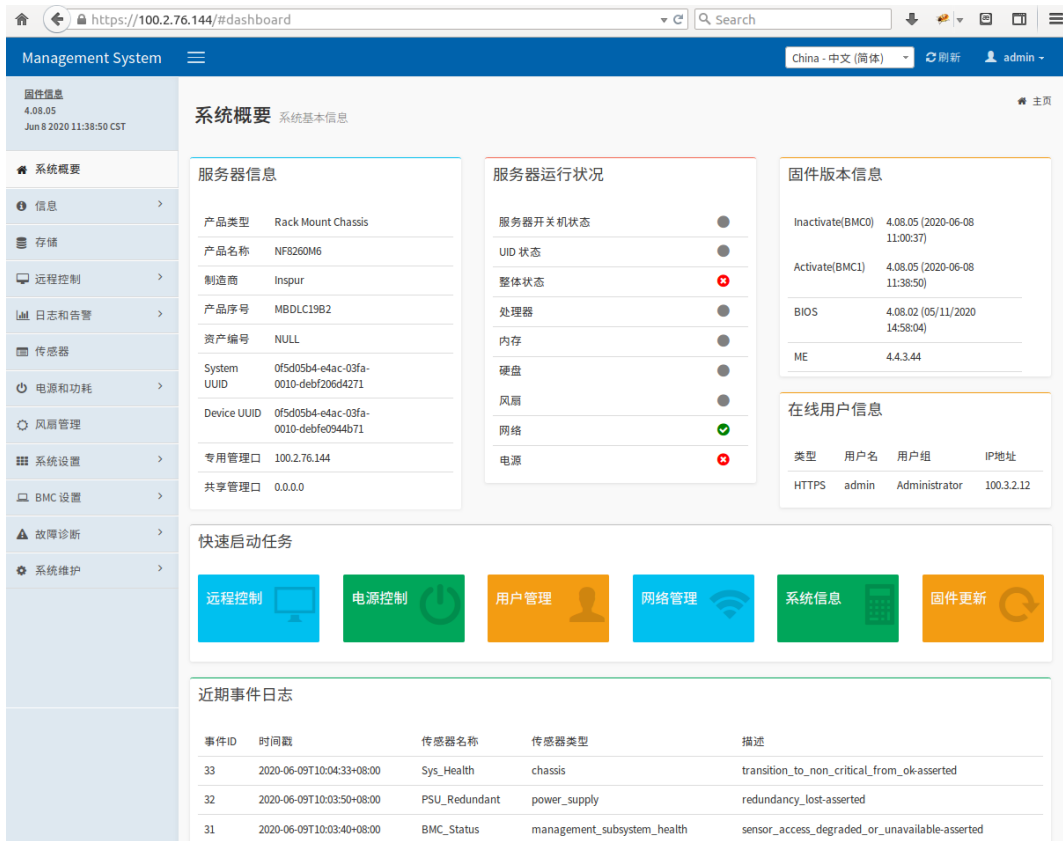 https://100.2.76.144/#dashboard
Search
Management System
China - 中文 (简体)
刷新
admin
固件信息
4.08.05
Jun 8 2020 11:38:50 CST
系统概要
信息
存储
远程控制
日志和告警
传感器
电源和功耗
风扇管理
系统设置
BMC 设置
故障诊断
系统维护
系统概要 系统基本信息
主页
服务器信息
产品类型 Rack Mount Chassis
产品名称 NF8260M6
制造商 Inspur
产品序号 MBDLC19B2
资产编号 NULL
System UUID 0f5d05b4-e4ac-03fa-
0010-debf206d4271
Device UUID 0f5d05b4-e4ac-03fa-
0010-debfe0944b71
专用管理口 100.2.76.144
共享管理口 0.0.0.0
服务器运行状况
服务器开关机状态
UID 状态
整体状态
处理器
内存
硬盘
风扇
网络
电源
固件版本信息
Inactivate(BMC0) 4.08.05 (2020-06-08
11:00:37)
Activate(BMC1) 4.08.05 (2020-06-08
11:38:50)
BIOS 4.08.02 (05/11/2020
14:58:04)
ME 4.4.3.44
在线用户信息
类型 用户名 用户组 IP地址
HTTPS admin Administrator 100.3.2.12
快速启动任务
远程控制
电源控制
用户管理
网络管理
系统信息
固件更新
近期事件日志
事件ID 时间戳 传感器名称 传感器类型 描述
33 2020-06-09T10:04:33+08:00 Sys_Health chassis transition_to_non_critical_from_ok-asserted
32 2020-06-09T10:03:50+08:00 PSU_Redundant power_supply redundancy_lost-asserted
31 2020-06-09T10:03:40+08:00 BMC_Status management_subsystem_health sensor_access_degraded_or_unavailable-asserted